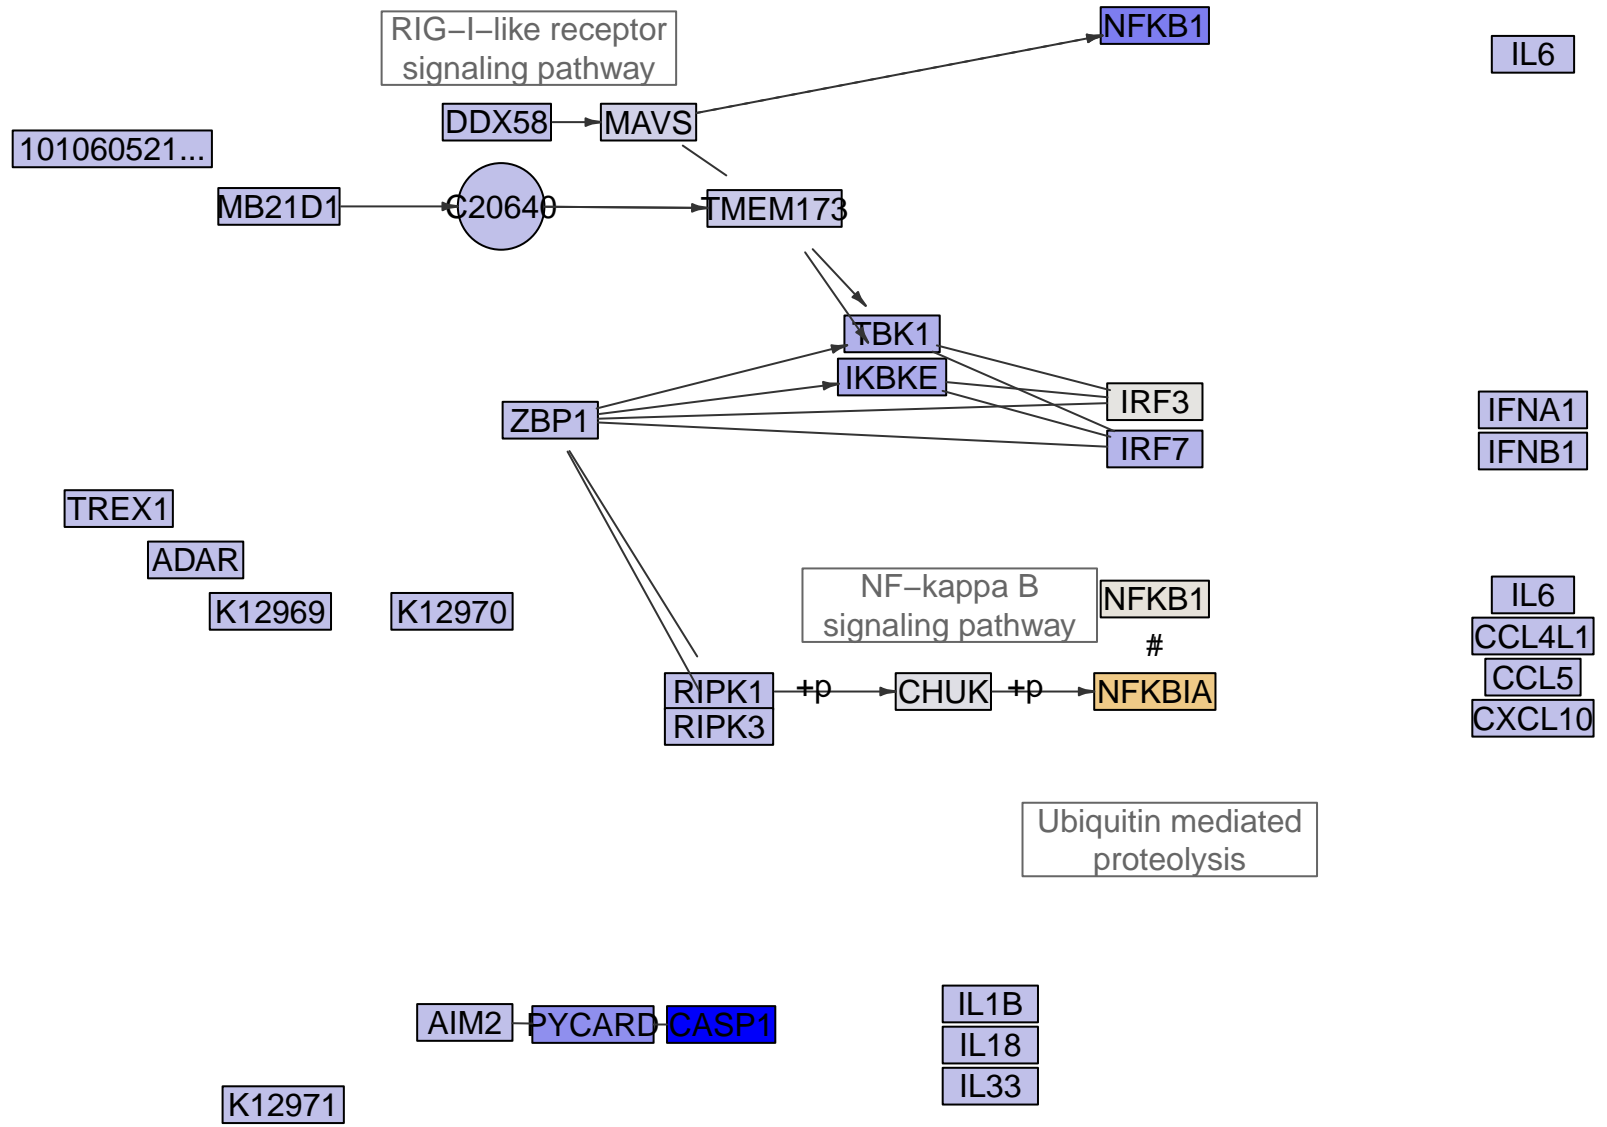 RIG−I−like receptor
signaling pathway
NFKB1
IL6
DDX58
MAVS
101060521...
MB21D1
C20640
TMEM173
TBK1
IKBKE
ZBP1
IRF3
IRF7
IFNA1
IFNB1
TREX1
ADAR
K12969
K12970
NF−kappa B
signaling pathway
NFKB1
#
IL6
CCL4L1
CCL5
CXCL10
RIPK1
+p
CHUK
+p
NFKBIA
RIPK3
Ubiquitin mediated
proteolysis
AIM2
PYCARD
CASP1
IL1B
IL18
IL33
K12971